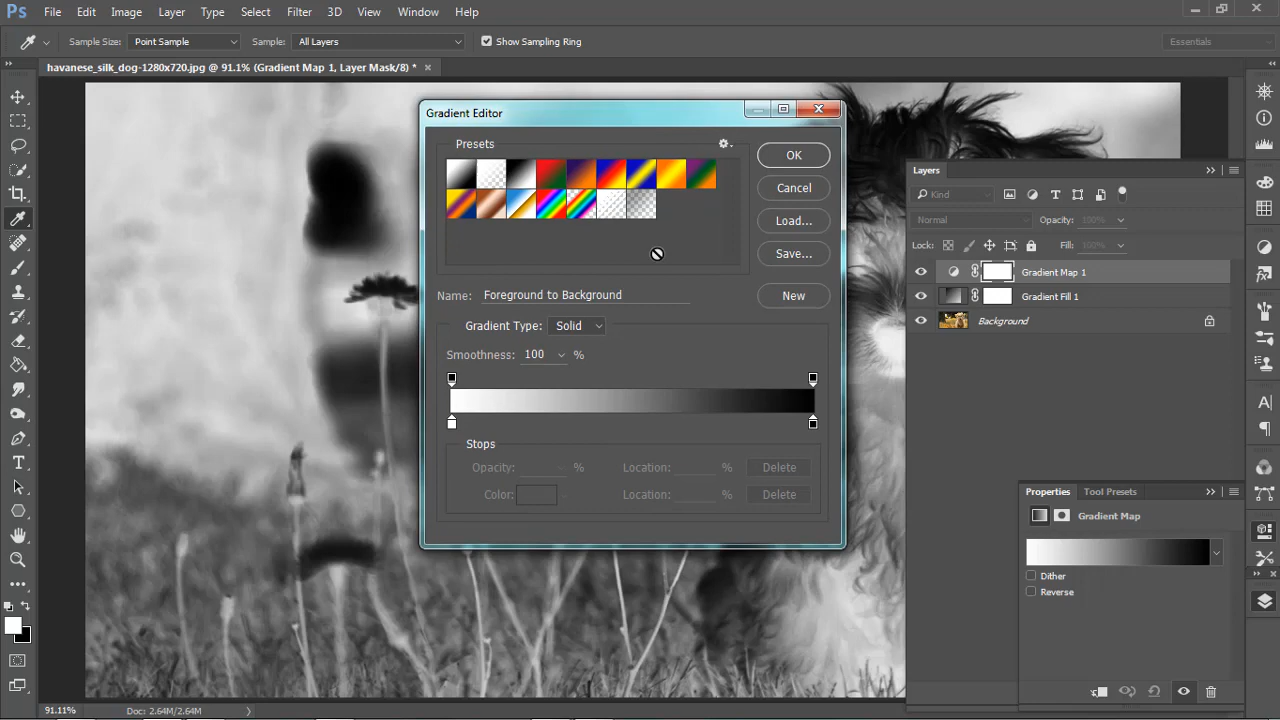 Ps File Edit Image Layer Type Select Filter 3D View Window Help
Sample Size: Point Sample Sample: All Layers Show Sampling Ring Essentials
havanese_silk_dog-1280x720.jpg @ 91.1% (Gradient Map 1, Layer Mask/8) * ×
Gradient Editor
Presets
OK
Cancel
Load...
Save...
New
Name: Foreground to Background
Gradient Type: Solid
Smoothness: 100 %
Stops
Opacity: % Location: % Delete
Color: Location: % Delete
Layers
Kind
Normal Opacity: 100%
Lock: Fill: 100%
Gradient Map 1
Gradient Fill 1
Background
Properties Tool Presets
Gradient Map
Dither
Reverse
91.11% Doc: 2.64M/2.64M